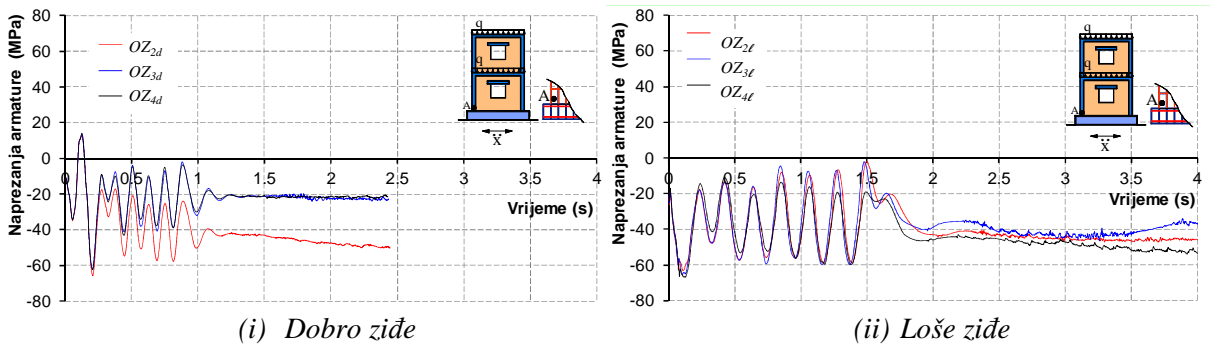 Naprezanja armature (MPa)
80
60
40
20
0
-20
-40
-60
-80
0
0.5
1
1.5
2
2.5
3
3.5
4
Vrijeme (s)
OZ2d
OZ3d
OZ4d
q
q
A
A
ẍ
(i) Dobro ziđe
Naprezanja armature (MPa)
80
60
40
20
0
-20
-40
-60
-80
0
0.5
1
1.5
2
2.5
3
3.5
4
Vrijeme (s)
OZ2ℓ
OZ3ℓ
OZ4ℓ
q
q
A
A
ẍ
(ii) Loše ziđe